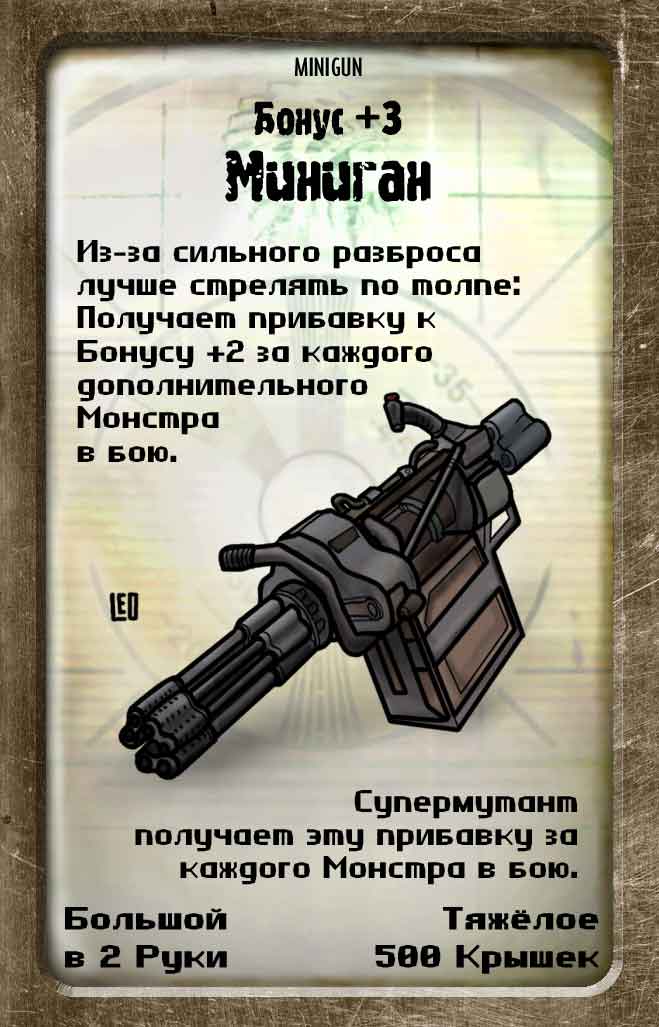 MINIGUN
Бонус +3
Миниган
Из-за сильного разброса
лучше стрелять по толпе:
Получает прибавку к
Бонусу +2 за каждого
дополнительного
Монстра
в бою.
LEO
Супермутант
получает эту прибавку за
каждого Монстра в бою.
Большой
в 2 Руки
Тяжёлое
500 Крышек